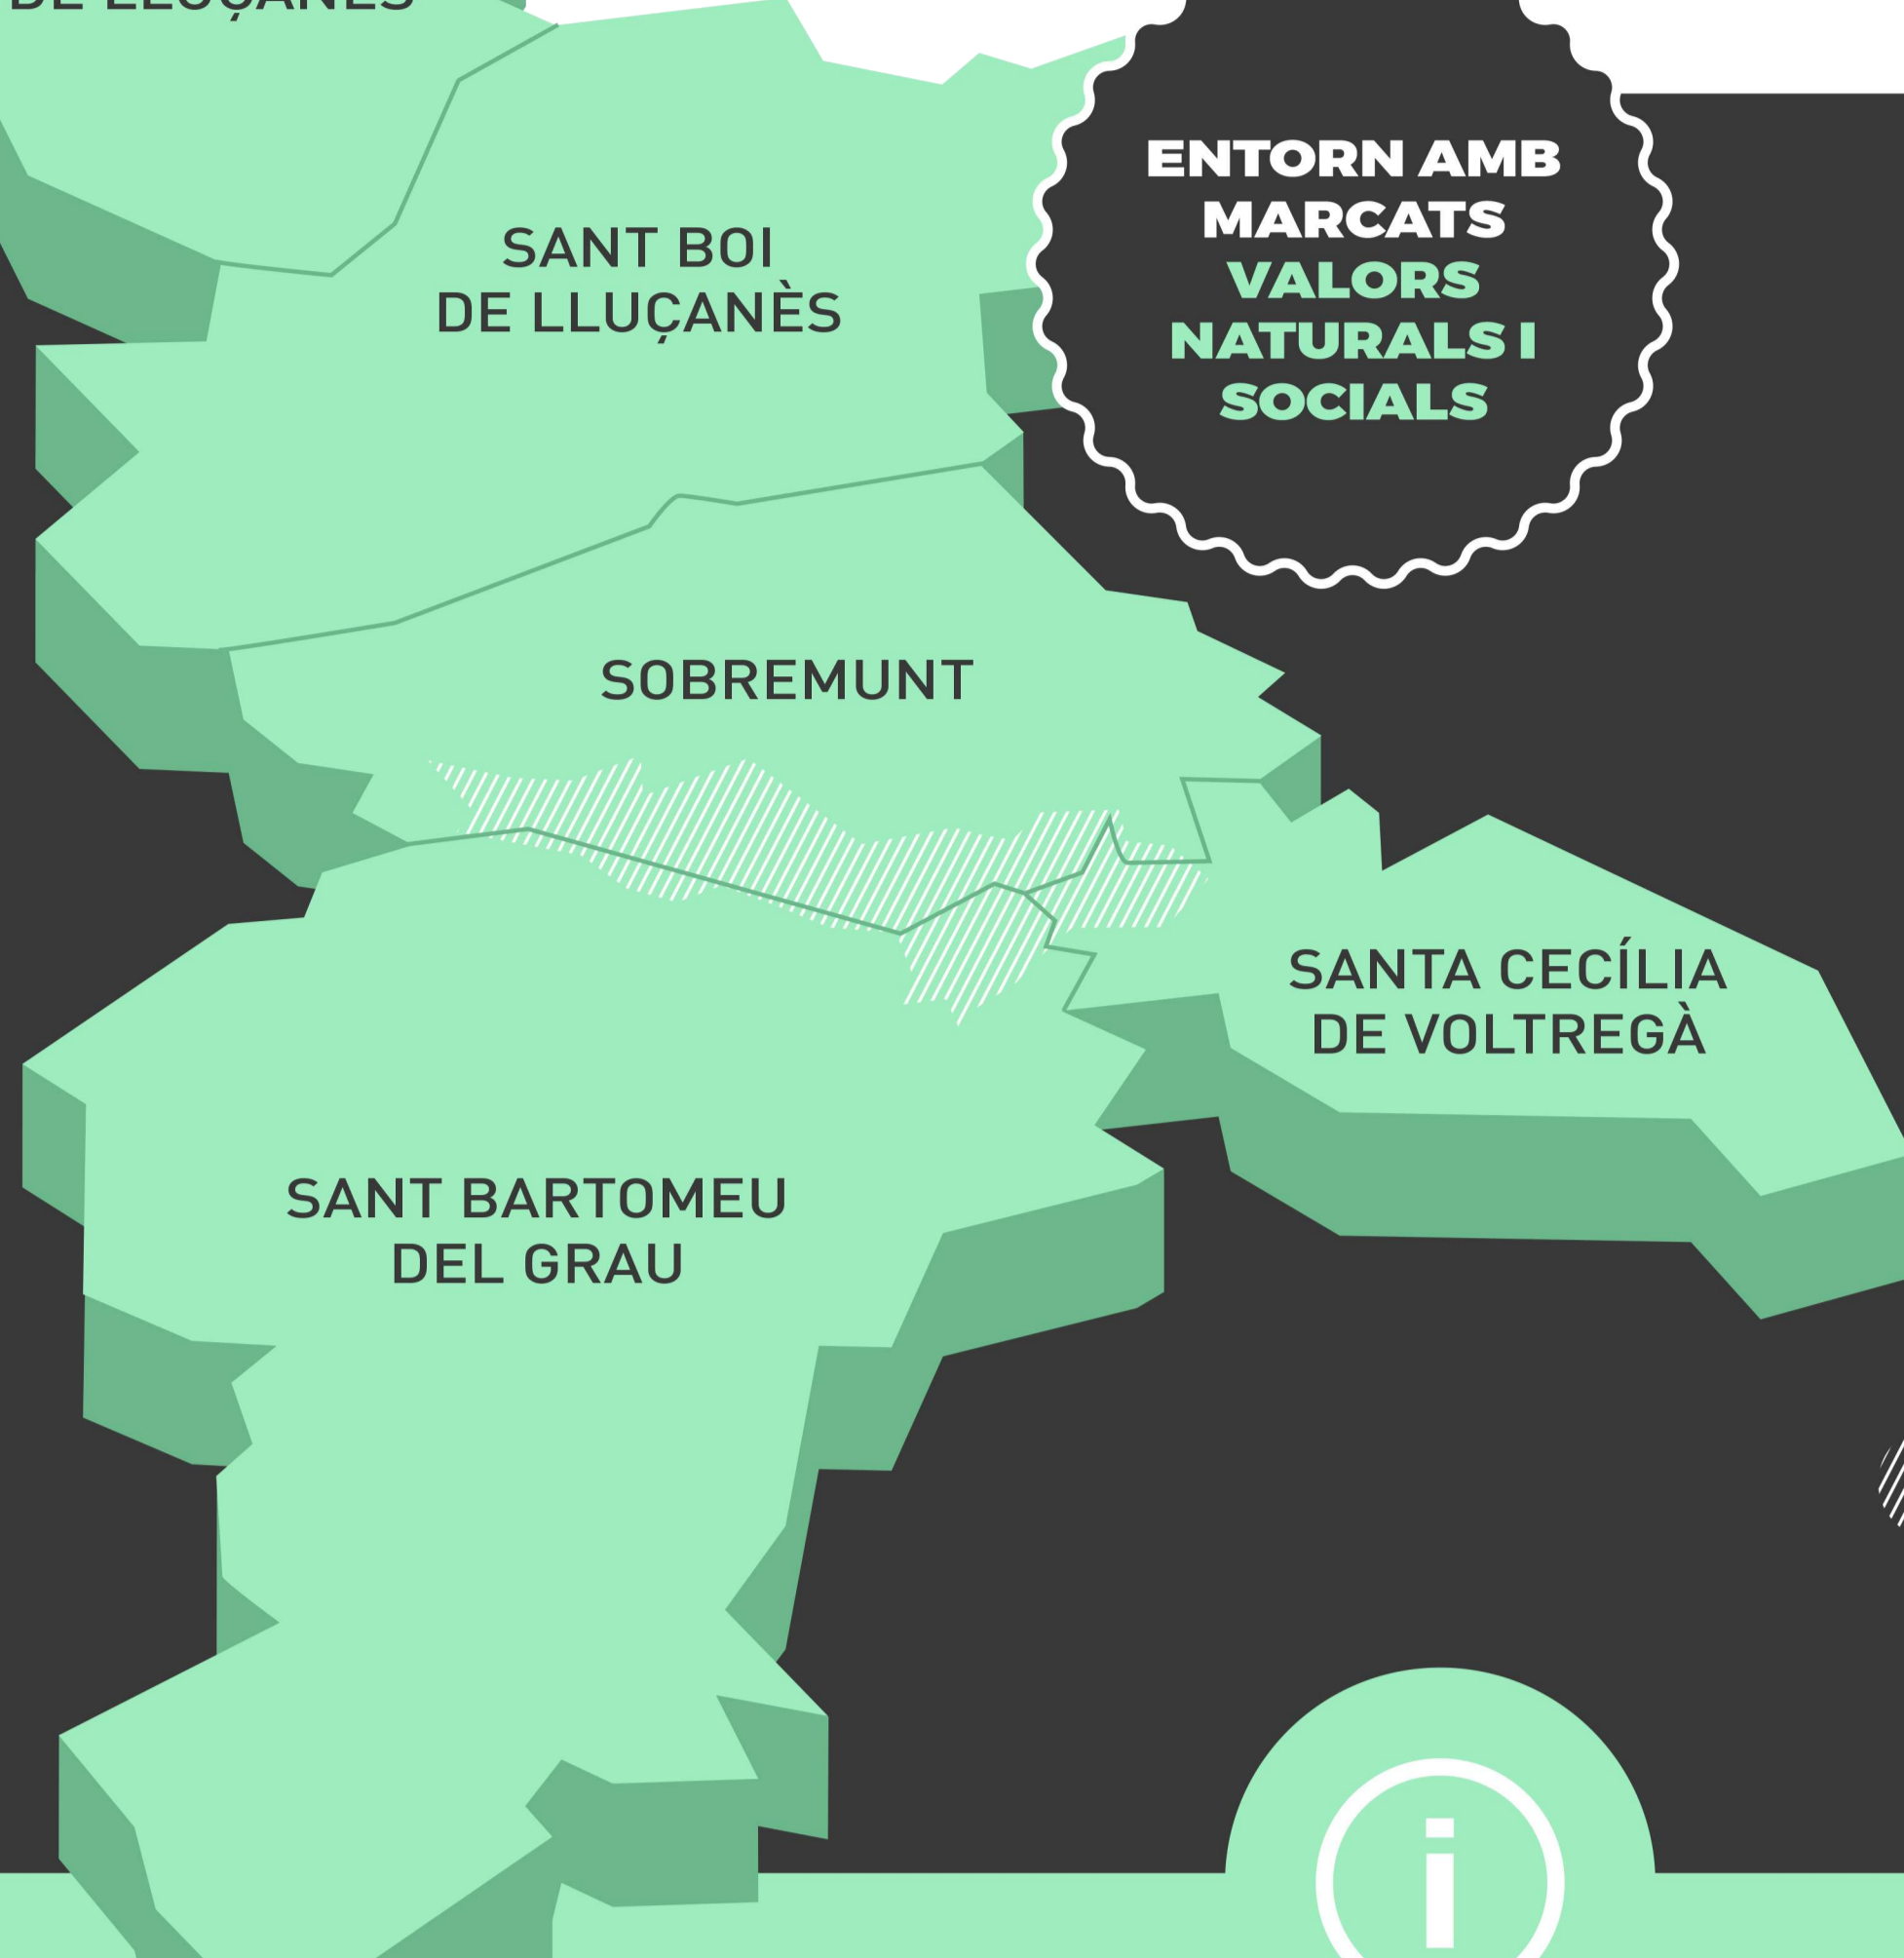 ENTORN AMB
MARCATS
VALORS
NATURALS I
SOCIALS
SANT BOI
DE LLUÇANÈS
SOBREMUNT
SANTA CECÍLIA
DE VOLTREGÀ
SANT BARTOMEU
DEL GRAU
i